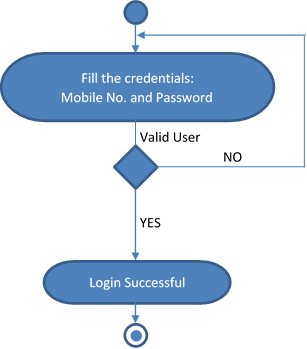 Fill the credentials:
Mobile No. and Password
Valid User
NO
YES
Login Successful